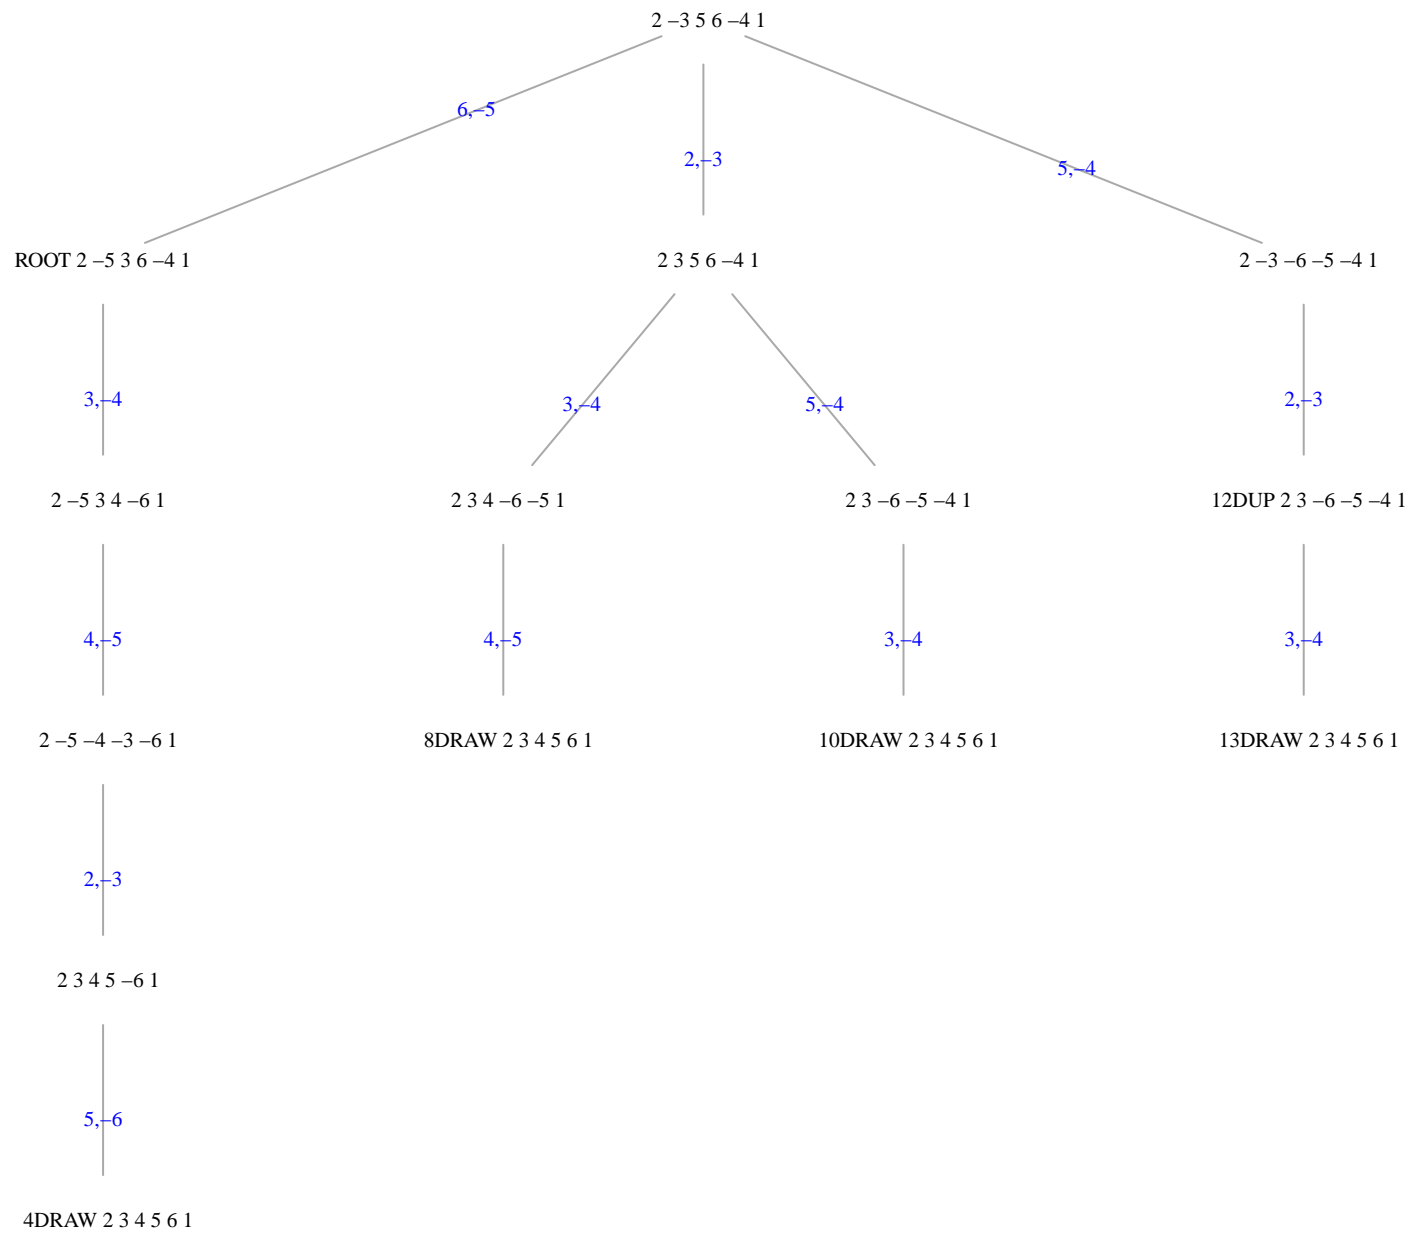 2 –3 5 6 –4 1
6,–5
2,–3
5,–4
ROOT 2 –5 3 6 –4 1
2 3 5 6 –4 1
2 –3 –6 –5 –4 1
3,–4
3,–4
5,–4
2,–3
2 –5 3 4 –6 1
2 3 4 –6 –5 1
2 3 –6 –5 –4 1
12DUP 2 3 –6 –5 –4 1
4,–5
4,–5
3,–4
3,–4
2 –5 –4 –3 –6 1
8DRAW 2 3 4 5 6 1
10DRAW 2 3 4 5 6 1
13DRAW 2 3 4 5 6 1
2,–3
2 3 4 5 –6 1
5,–6
4DRAW 2 3 4 5 6 1